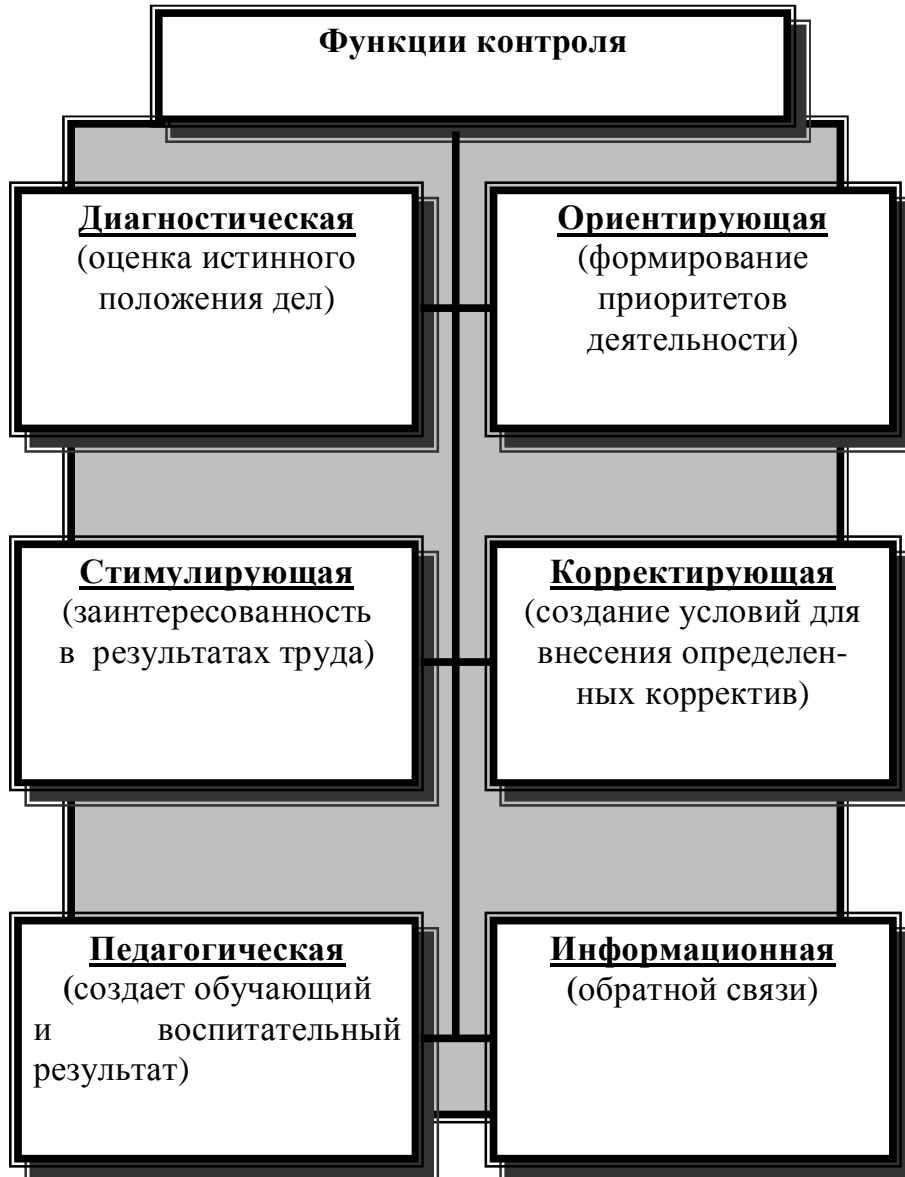 Функции контроля
Диагностическая
(оценка истинного
положения дел)
Ориентирующая
(формирование
приоритетов
деятельности)
Стимулирующая
(заинтересованность
в результатах труда)
Корректирующая
(создание условий для
внесения определен-
ных корректив)
Педагогическая
(создает обучающий
и воспитательный
результат)
Информационная
(обратной связи)